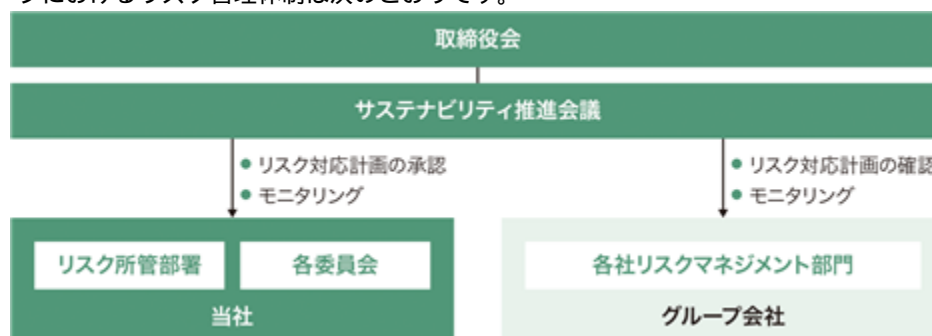 におけるリスク管理体制は次のとおりです。
取締役会
サステナビリティ推進会議
● リスク対応計画の承認
● モニタリング
● リスク対応計画の確認
● モニタリング
リスク所管部署
各委員会
当社
各社リスクマネジメント部門
グループ会社